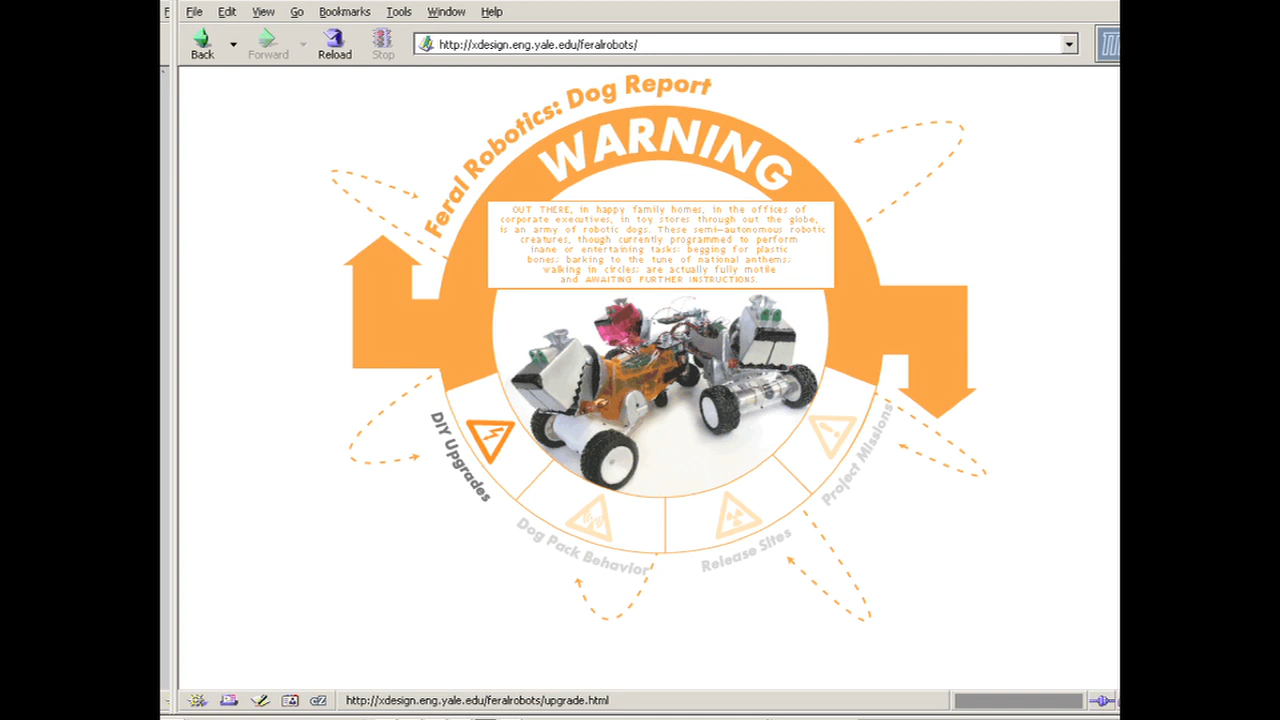 File Edit View Go Bookmarks Tools Window Help
Back Forward Reload Stop http://xdesign.eng.yale.edu/feralrobots/
Feral Robotics: Dog Report
WARNING
OUT THERE, in happy family homes, in the offices of
corporate executives, in toy stores through out the globe,
is an army of robotic dogs. These semi-autonomous robotic
creatures, though currently programmed to perform
inane or entertaining tasks: begging for plastic
bones; barking to the tune of national anthems;
walking in circles; are actually fully motile
and AWAITING FURTHER INSTRUCTIONS.
DIY Upgrades
Dog Pack Behavior
Release Sites
Project Missions
http://xdesign.eng.yale.edu/feralrobots/upgrade.html